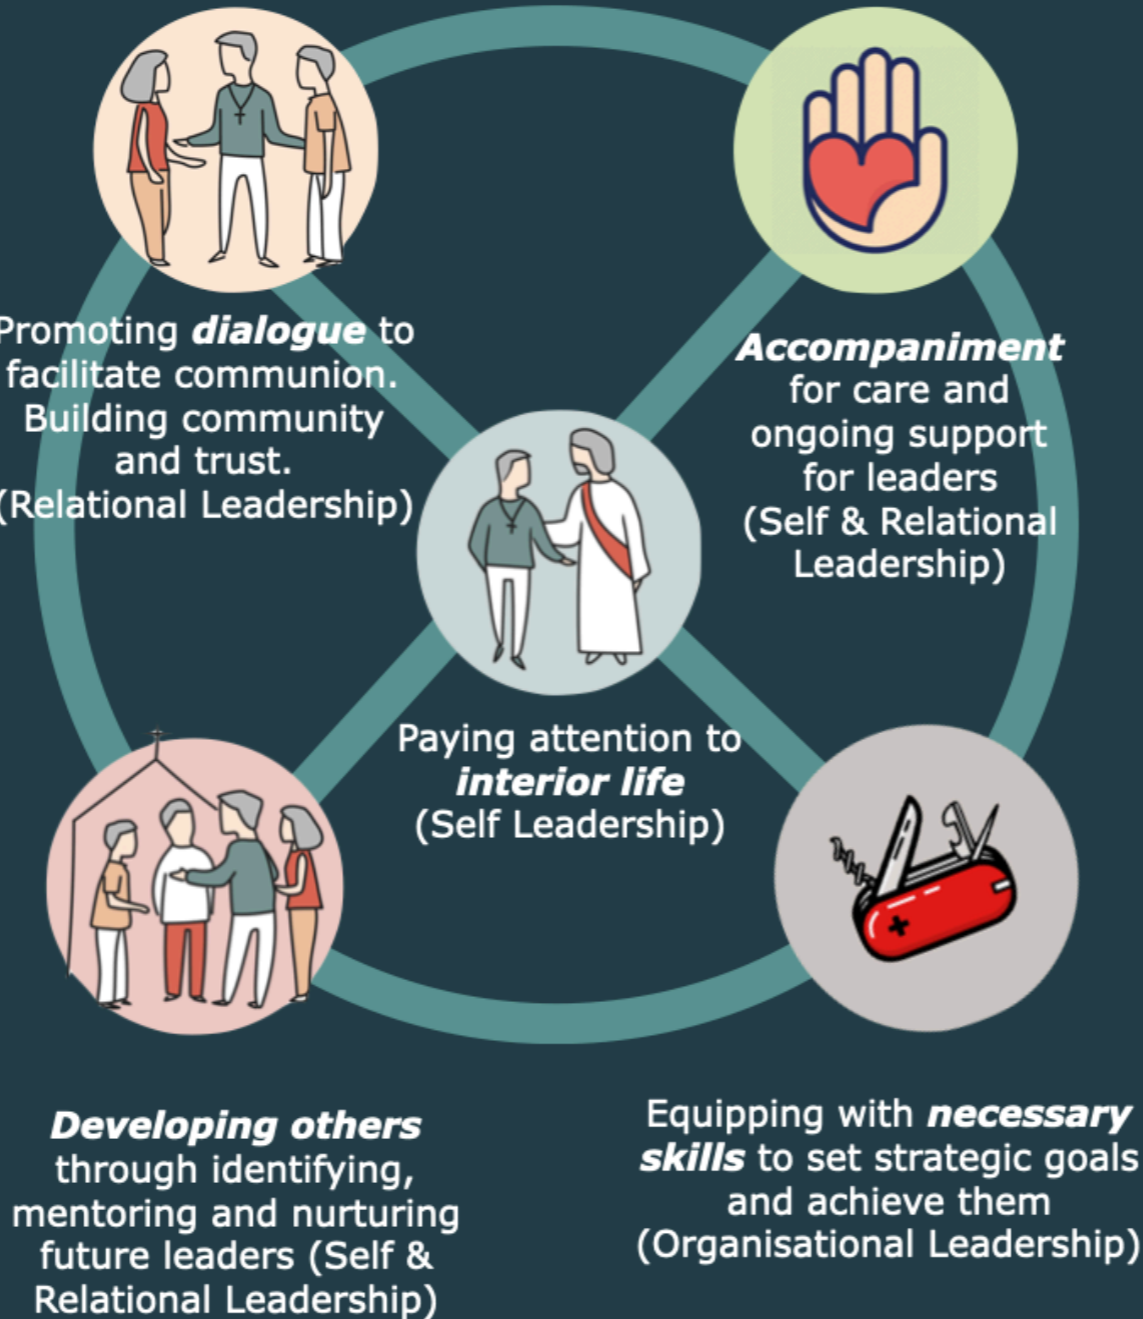 Promoting dialogue to
facilitate communion.
Building community
and trust.
(Relational Leadership)
Accompaniment
for care and
ongoing support
for leaders
(Self & Relational
Leadership)
Paying attention to
interior life
(Self Leadership)
Developing others
through identifying,
mentoring and nurturing
future leaders (Self &
Relational Leadership)
Equipping with necessary
skills to set strategic goals
and achieve them
(Organisational Leadership)